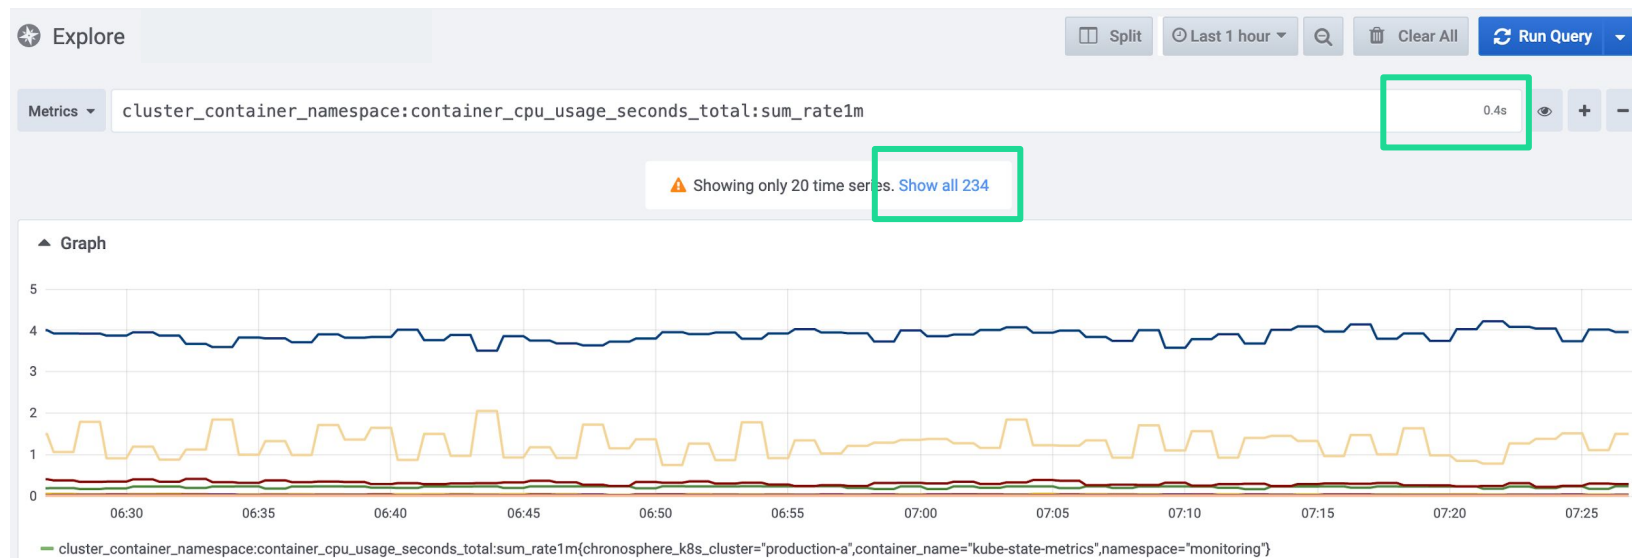 Explore
Split
Last 1 hour
Clear All
Run Query
Metrics
cluster_container_namespace:container_cpu_usage_seconds_total:sum_rate1m
0.4s
Showing only 20 time series. Show all 234
Graph
5
4
3
2
1
0
06:30 06:35 06:40 06:45 06:50 06:55 07:00 07:05 07:10 07:15 07:20 07:25
cluster_container_namespace:container_cpu_usage_seconds_total:sum_rate1m{chronosphere_k8s_cluster="production-a",container_name="kube-state-metrics",namespace="monitoring"}